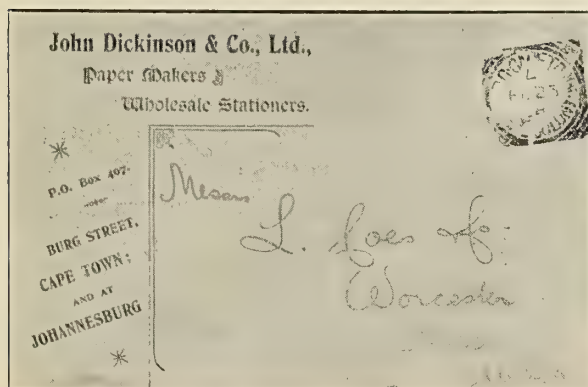 John Dickinson & Co., Ltd.,
Paper Makers &
Wholesale Stationers.
P.O. Box 407.
BURG STREET,
CAPE TOWN;
AND AT
JOHANNESBURG
Messrs
L.
Worcester